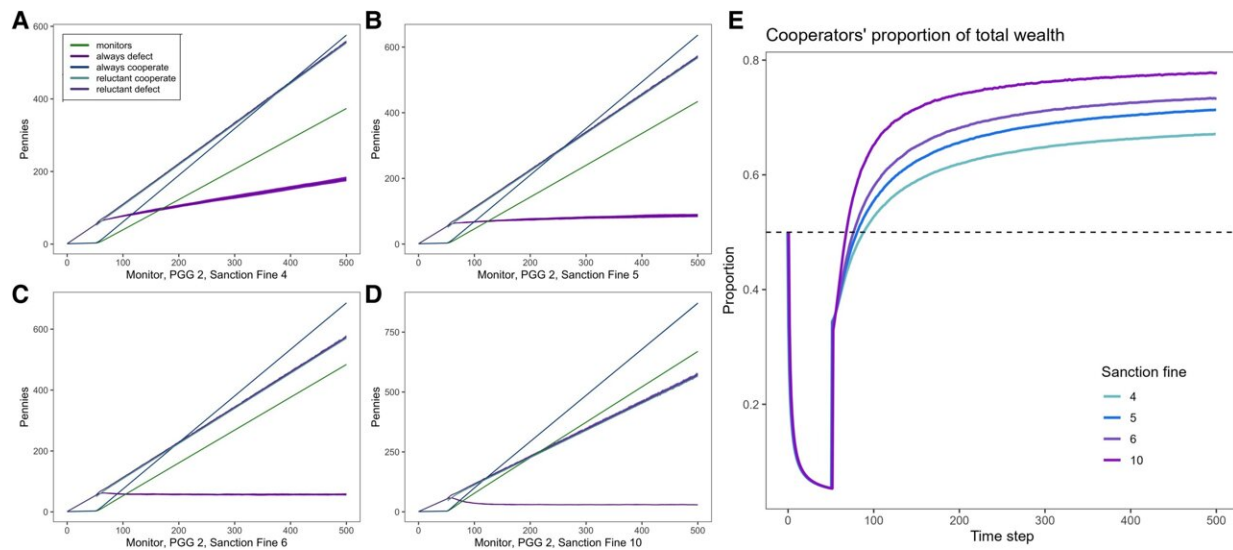 A
600
400
200
0
Pennies
monitors
always defect
always cooperate
reluctant cooperate
reluctant defect
0 100 200 300 400 500
Monitor, PGG 2, Sanction Fine 4
B
600
400
200
0
Pennies
0 100 200 300 400 500
Monitor, PGG 2, Sanction Fine 5
C
600
400
200
0
Pennies
0 100 200 300 400 500
Monitor, PGG 2, Sanction Fine 6
D
750
500
250
0
Pennies
0 100 200 300 400 500
Monitor, PGG 2, Sanction Fine 10
E
Cooperators' proportion of total wealth
0.8
0.6
0.4
0.2
Proportion
Sanction fine
4
5
6
10
0 100 200 300 400 500
Time step